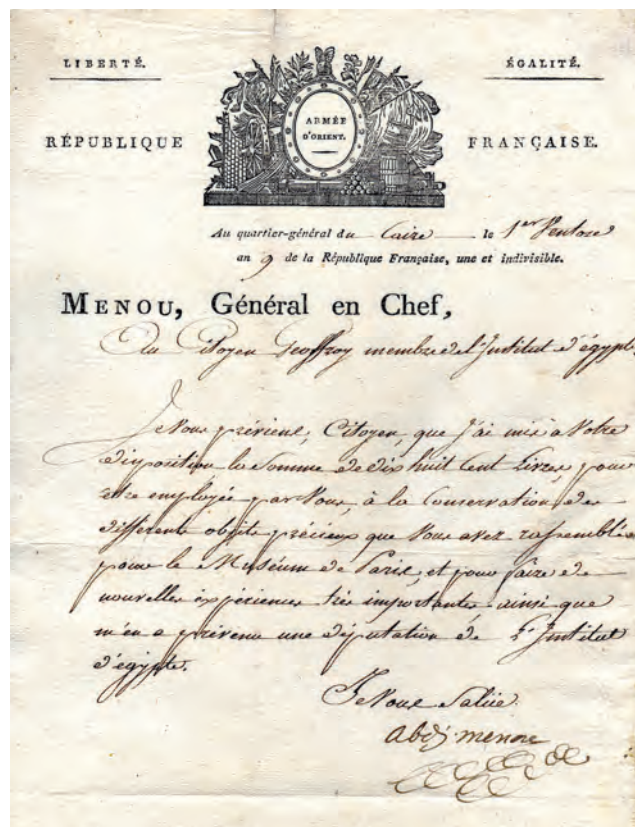 LIBERTÉ.
ÉGALITÉ.
ARMÉE
D'ORIENT.
RÉPUBLIQUE
FRANÇAISE.
Au quartier-général du Caire le 1er Ventose
an 9 de la République Française, une et indivisible.
MENOU, Général en Chef,
Au Citoyen Geoffroy membre de l'Institut d'égypte.
Je Vous préviens, Citoyen, que j'ai mis à Votre
disposition la Somme de dix huit Cent Livres, pour
être employée par Vous, à la Conservation des
différents objets précieux que Vous avez rassemblés
pour le Muséum de Paris, et pour faire de
nouvelles expériences très importantes, ainsi que
m'en a prévenu une députation de l'Institut
d'égypte.
Je Vous Salüe.
abdj. menou